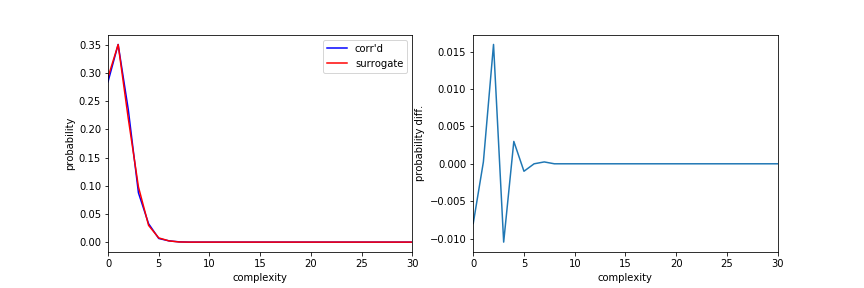 0.35
0.30
0.25
0.20
0.15
0.10
0.05
0.00
probability
corr'd
surrogate
0 5 10 15 20 25 30
complexity
0.015
0.010
0.005
0.000
−0.005
−0.010
probability diff.
0 5 10 15 20 25 30
complexity